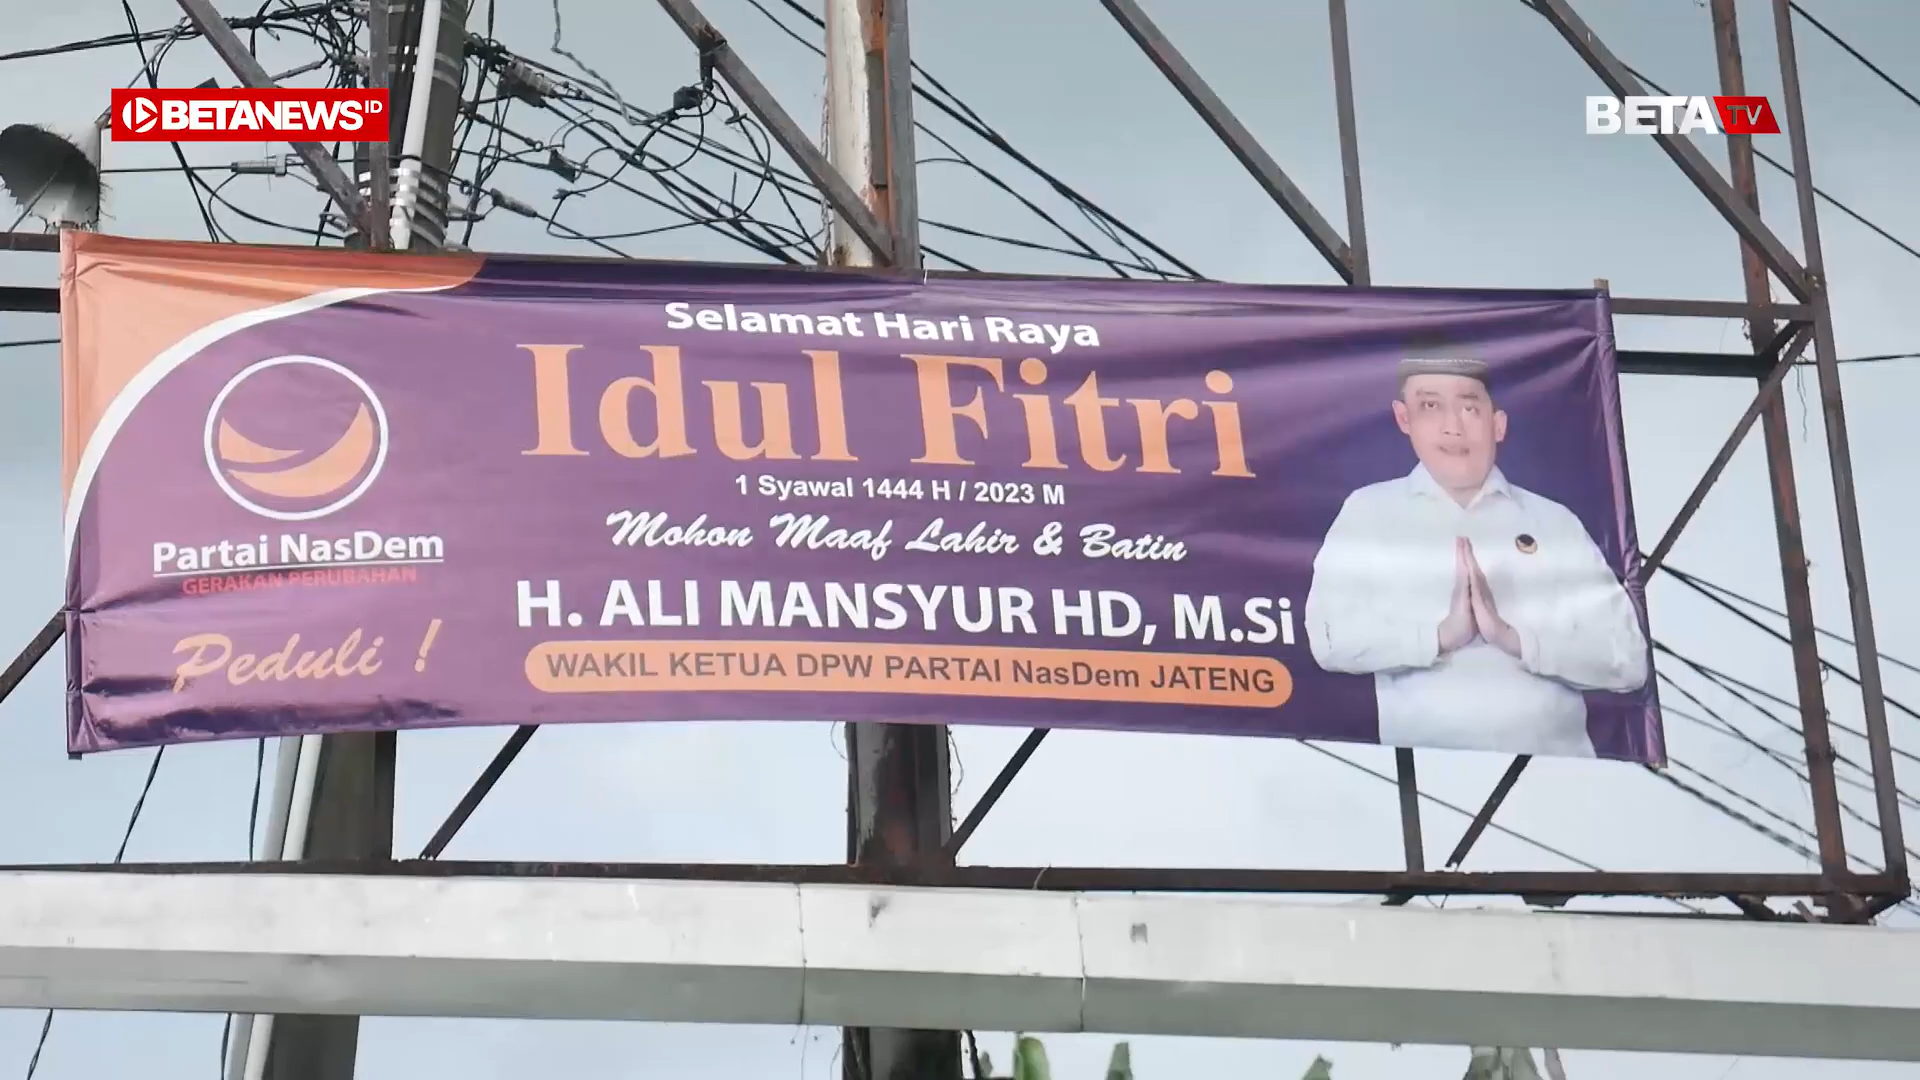 BETANEWS ID
BETA TV
Selamat Hari Raya
Idul Fitri
1 Syawal 1444 H / 2023 M
Mohon Maaf Lahir & Batin
H. ALI MANSYUR HD, M.Si
WAKIL KETUA DPW PARTAI NasDem JATENG
Partai NasDem
GERAKAN PERUBAHAN
Peduli !